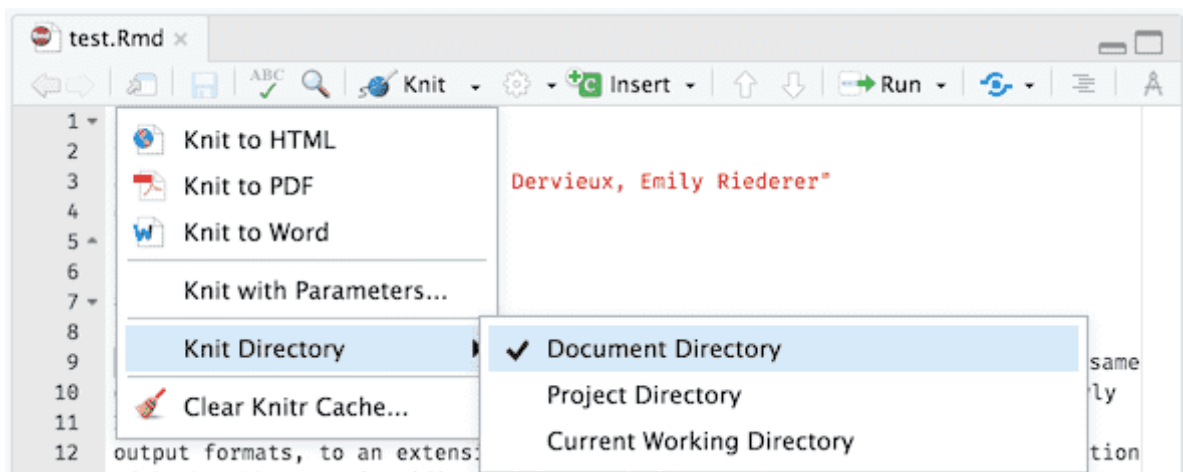 test.Rmd ×
ABC Knit C Insert Run
1
2
3 Dervieux, Emily Riederer"
4
5
6
7
8
9 same
10 ly
11
12 output formats, to an extens tion
Knit to HTML
Knit to PDF
W Knit to Word
Knit with Parameters...
Knit Directory
Clear Knitr Cache...
✓ Document Directory
Project Directory
Current Working Directory